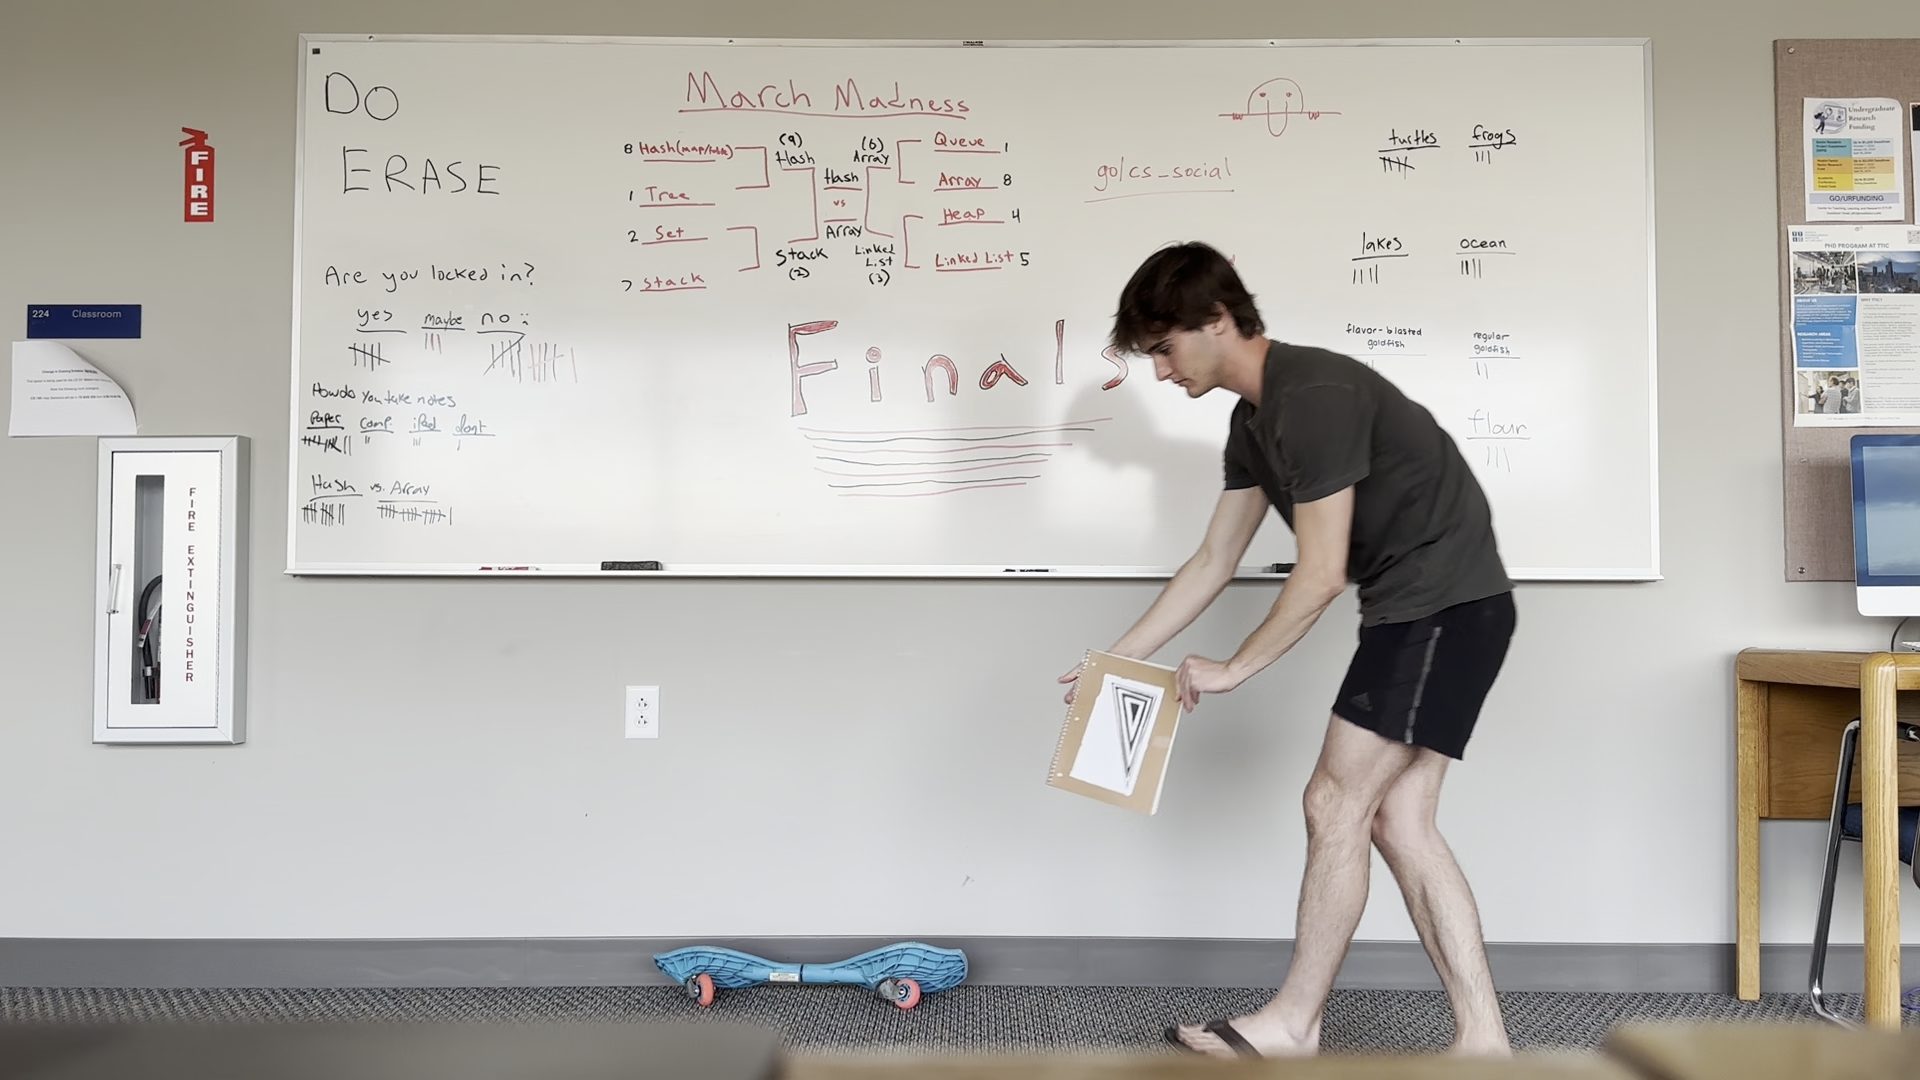 DO
ERASE
FIRE
224 Classroom
FIRE EXTINGUISHER
March Madness
8 Hash(map/table)
1 Tree
2 Set
7 Stack
(9)
Hash
Stack
(2)
Hash
vs
Array
(6)
Array
Linked
List
(3)
Queue 1
Array 8
Heap 4
Linked List 5
Finals
Are you locked in?
yes maybe no :
How do you take notes
Paper comp. iPad dont
Hash vs. Array
go/cs_social
turtles frogs
lakes ocean
flavor-blasted
goldfish
regular
goldfish
flour
Undergraduate
Research
Funding
GO/URFUNDING
PHD PROGRAM AT TTIC